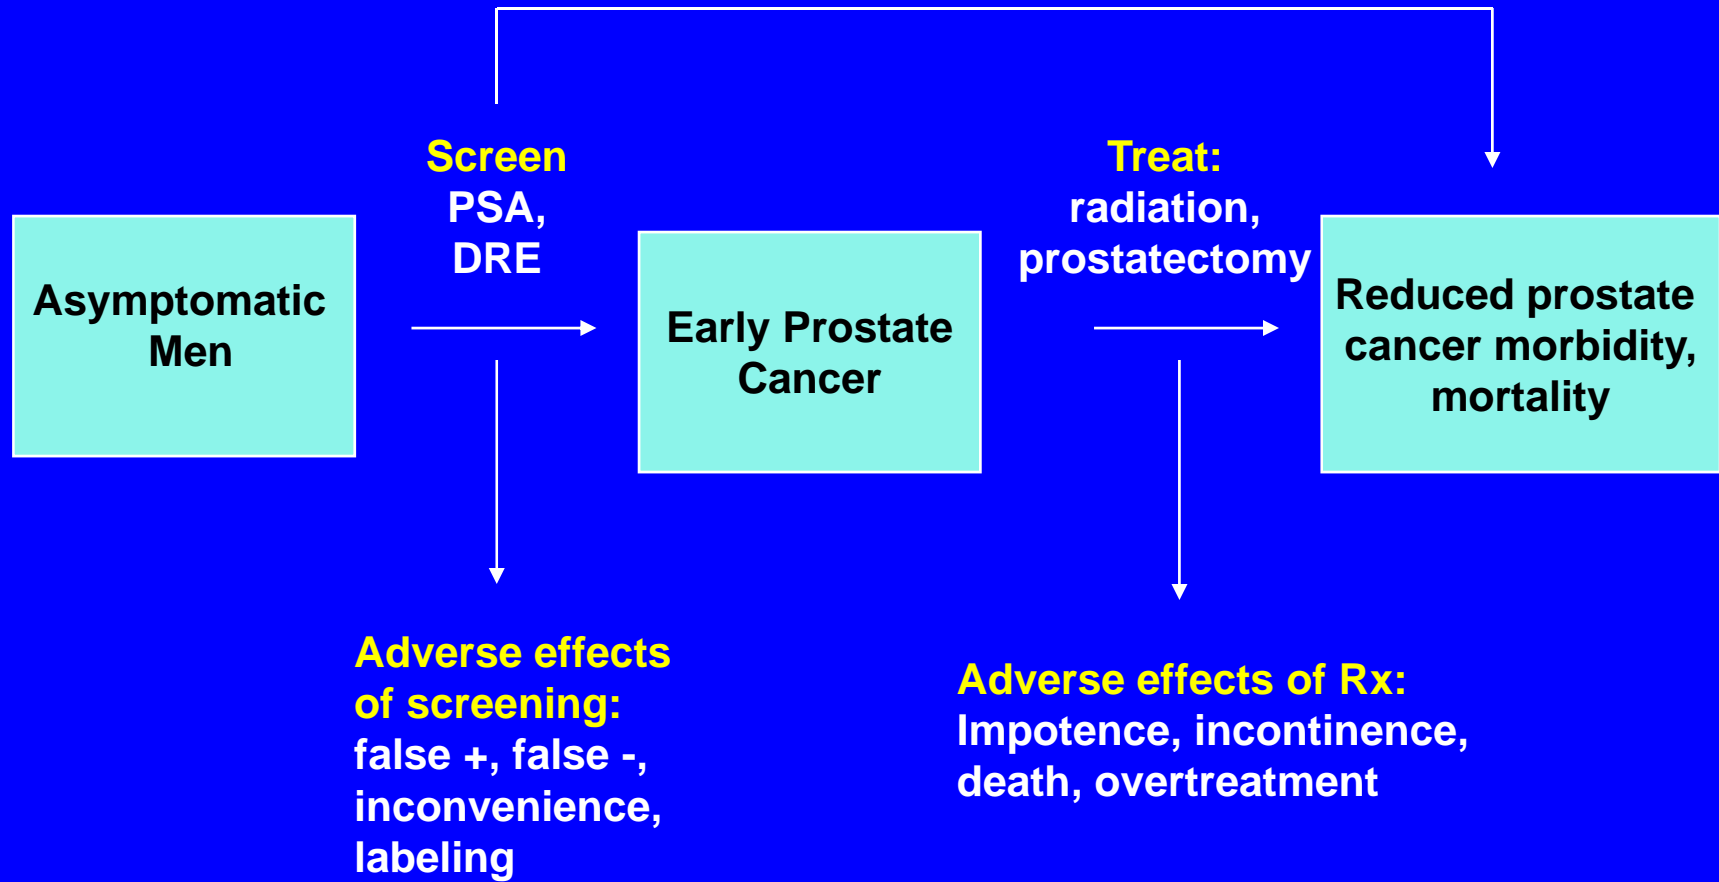 Screen
PSA,
DRE
Treat:
radiation,
prostatectomy
Asymptomatic
Men
Early Prostate
Cancer
Reduced prostate
cancer morbidity,
mortality
Adverse effects
of screening:
false +, false -,
inconvenience,
labeling
Adverse effects of Rx:
Impotence, incontinence,
death, overtreatment